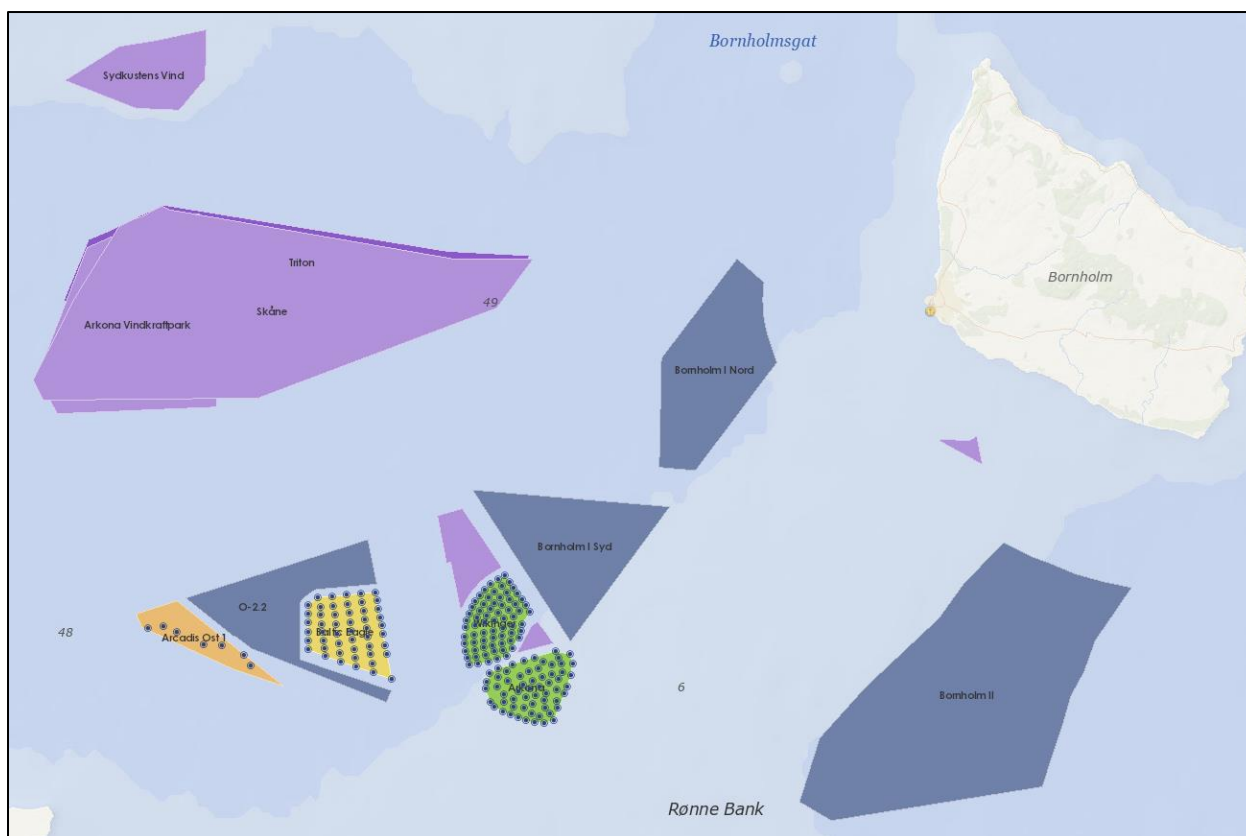 Bornholmsgat
Sydkustens Vind
Triton
Skåne
49
Arkona Vindkraftpark
Bornholm
Bornholm I Nord
Bornholm I Syd
O-2.2
Arcadis Ost 1
Baltic Eagle
Wikinger
48
Arkona
6
Bornholm II
Rønne Bank